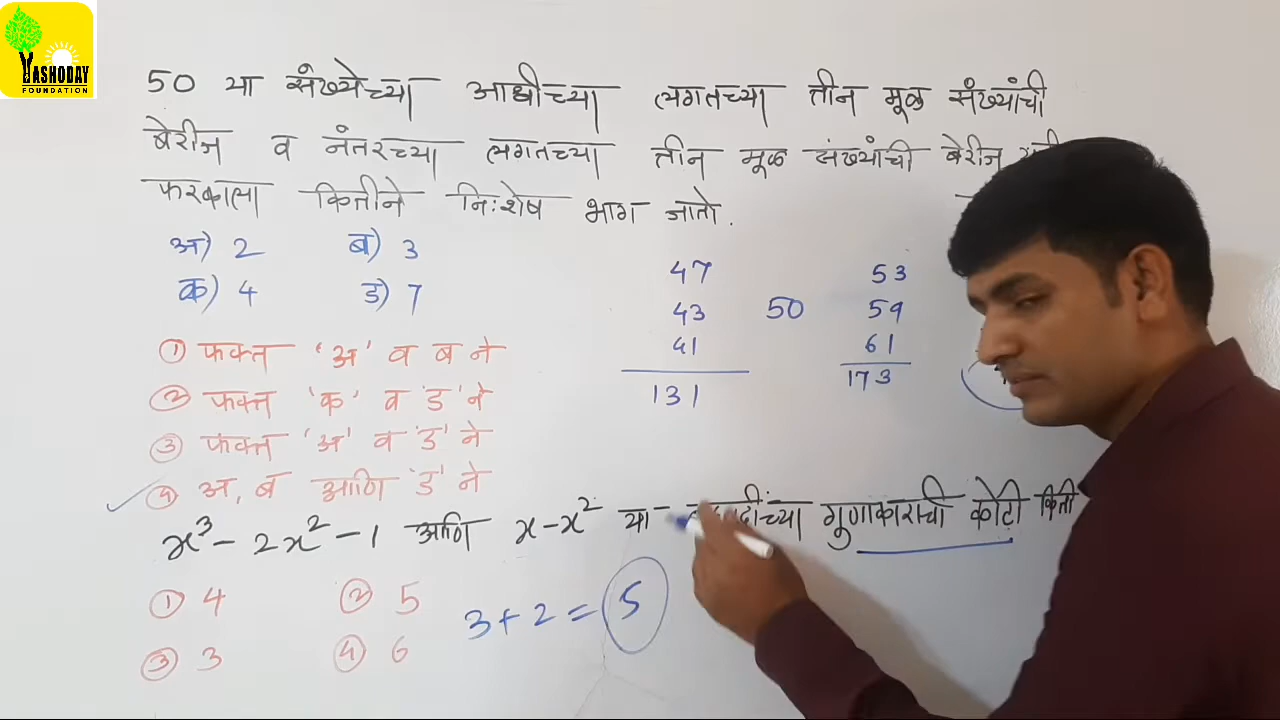 YASHODAY
FOUNDATION
50 या संख्येच्या आधीच्या लगतच्या तीन मूळ संख्यांची
बेरीज व नंतरच्या लगतच्या तीन मूळ संख्यांची बेरीज
फरकाला कितीने निःशेष भाग जातो.
अ) 2 ब) 3
क) 4 ड) 7
47 53
43 50 59
41 61
131 173
① फक्त 'अ' व ब ने
② फक्त 'क' व 'ड' ने
③ फक्त 'अ' व 'ड' ने
④ अ, ब आणि 'ड' ने
x³ - 2x² - 1 आणि x - x² या गुणाकाराची कोटी किती
① 4 ② 5
③ 3 ④ 6
3 + 2 = 5